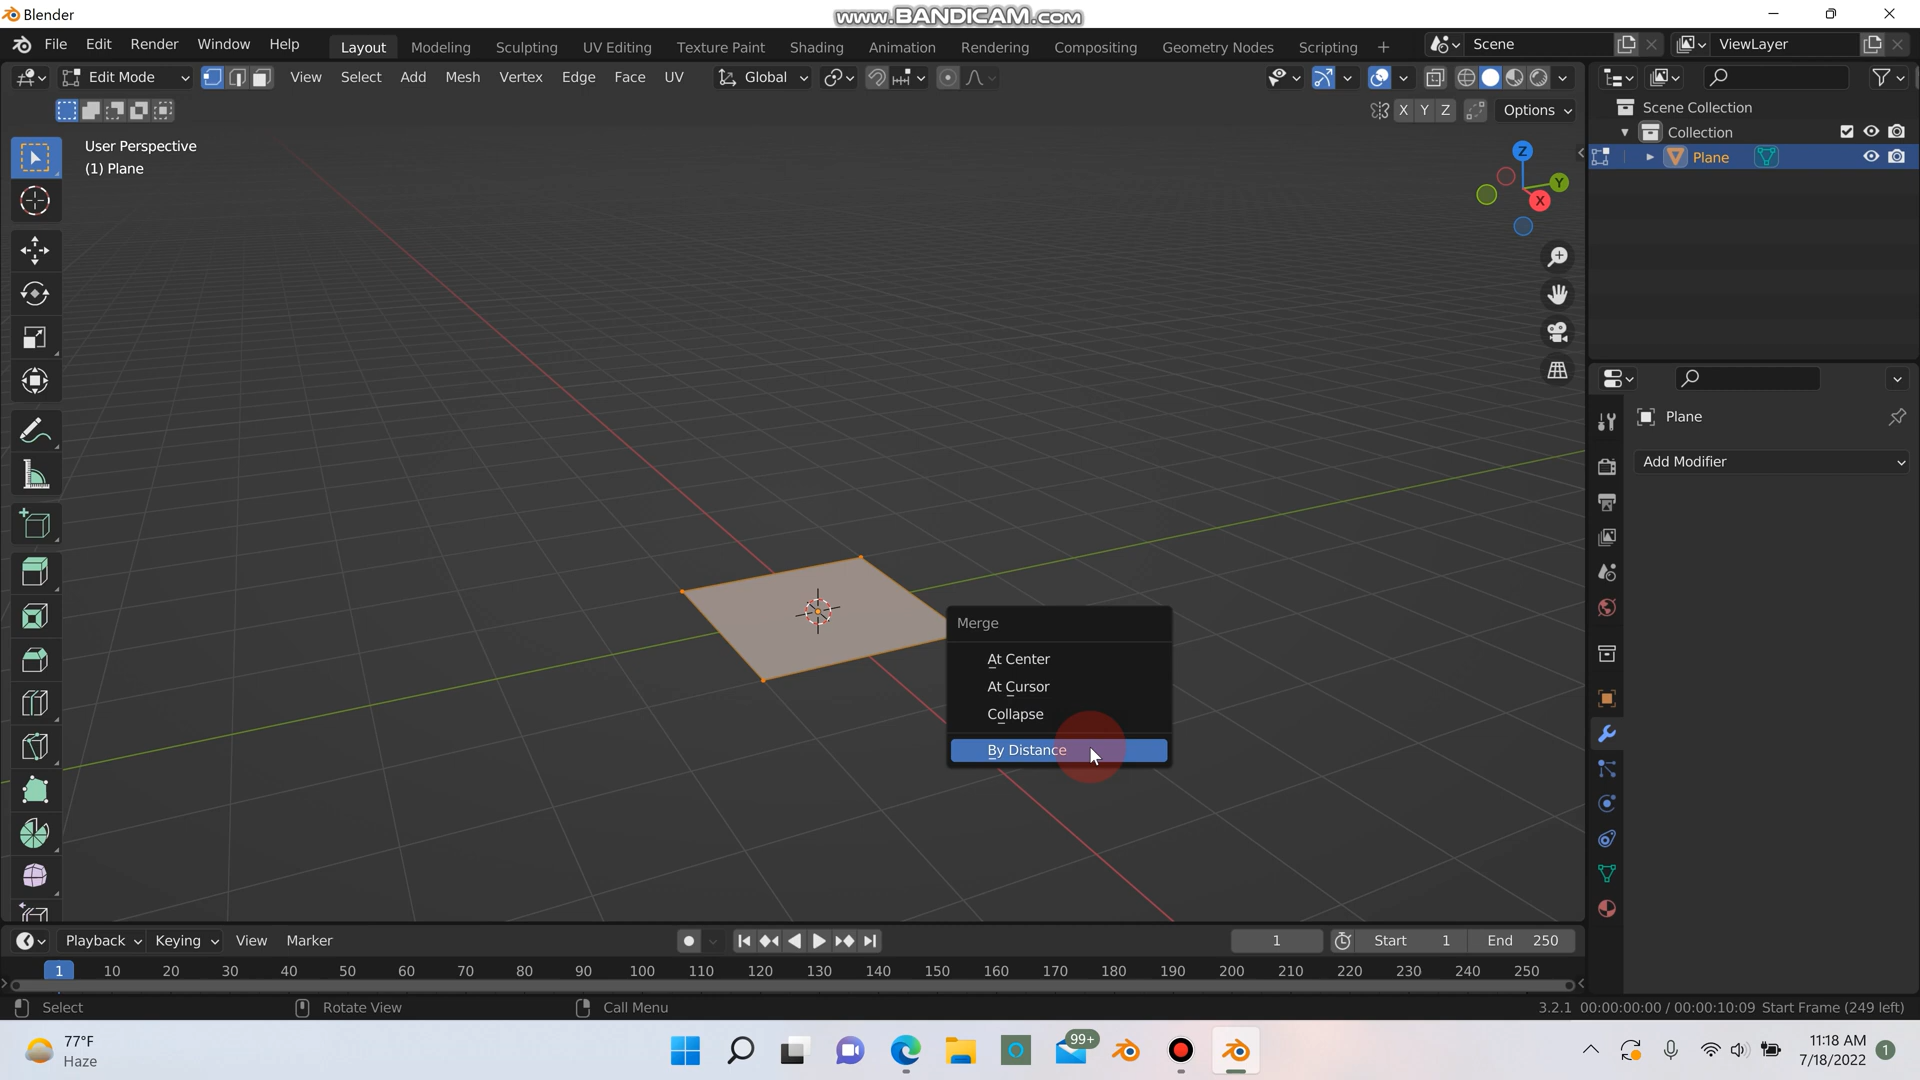 Blender
www.BANDICAM.com
File Edit Render Window Help
Layout Modeling Sculpting UV Editing Texture Paint Shading Animation Rendering Compositing Geometry Nodes Scripting +
Scene
ViewLayer
Edit Mode
View Select Add Mesh Vertex Edge Face UV
Global
X Y Z
Options
User Perspective
(1) Plane
Z
Y
X
Scene Collection
Collection
Plane
Plane
Add Modifier
Merge
At Center
At Cursor
Collapse
By Distance
Playback Keying View Marker
1
Start 1
End 250
1 10 20 30 40 50 60 70 80 90 100 110 120 130 140 150 160 170 180 190 200 210 220 230 240 250
Select
Rotate View
Call Menu
3.2.1 00:00:00:00 / 00:00:10:09 Start Frame (249 left)
77°F
Haze
99+
11:18 AM
7/18/2022
1